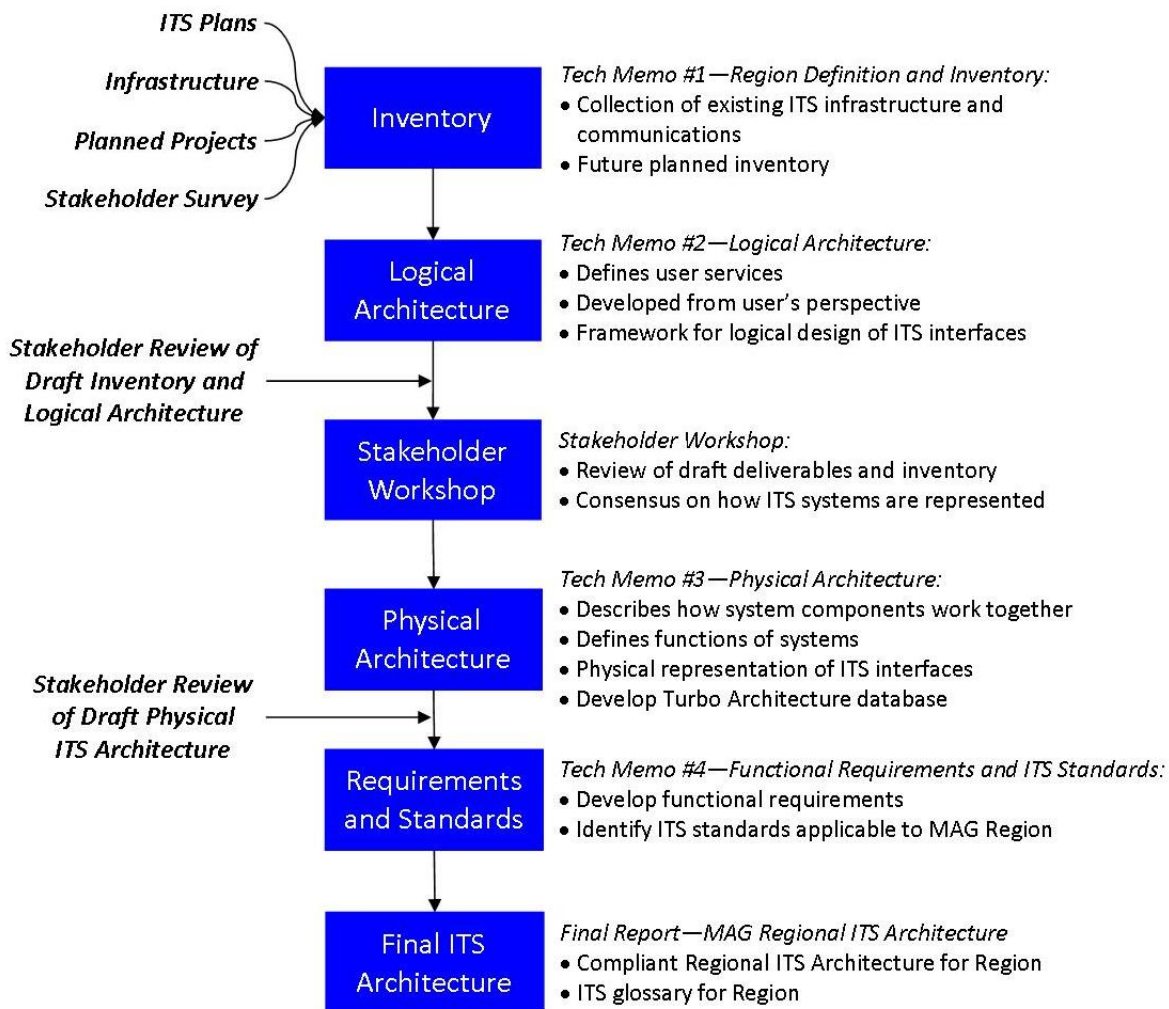 ITS Plans
Infrastructure
Planned Projects
Stakeholder Survey
Inventory
Tech Memo #1—Region Definition and Inventory:
• Collection of existing ITS infrastructure and
communications
• Future planned inventory
Logical
Architecture
Tech Memo #2—Logical Architecture:
• Defines user services
• Developed from user's perspective
• Framework for logical design of ITS interfaces
Stakeholder Review of
Draft Inventory and
Logical Architecture
Stakeholder
Workshop
Stakeholder Workshop:
• Review of draft deliverables and inventory
• Consensus on how ITS systems are represented
Physical
Architecture
Tech Memo #3—Physical Architecture:
• Describes how system components work together
• Defines functions of systems
• Physical representation of ITS interfaces
• Develop Turbo Architecture database
Stakeholder Review
of Draft Physical
ITS Architecture
Requirements
and Standards
Tech Memo #4—Functional Requirements and ITS Standards:
• Develop functional requirements
• Identify ITS standards applicable to MAG Region
Final ITS
Architecture
Final Report—MAG Regional ITS Architecture
• Compliant Regional ITS Architecture for Region
• ITS glossary for Region